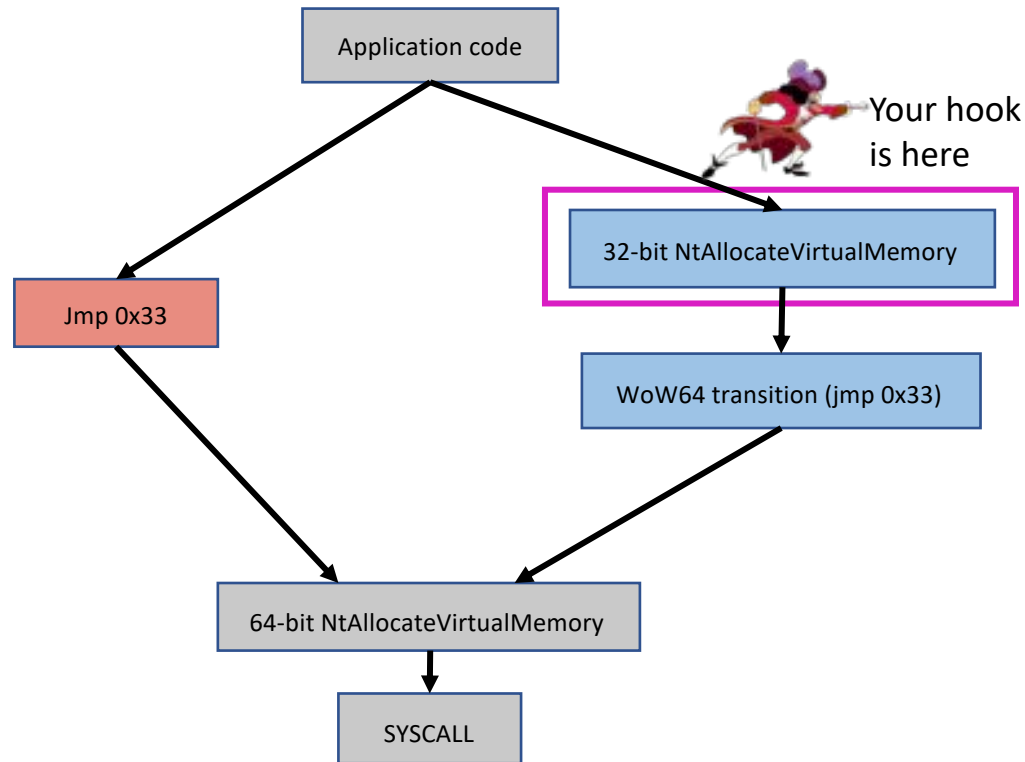 Application code
Your hook
is here
32-bit NtAllocateVirtualMemory
Jmp 0x33
WoW64 transition (jmp 0x33)
64-bit NtAllocateVirtualMemory
SYSCALL